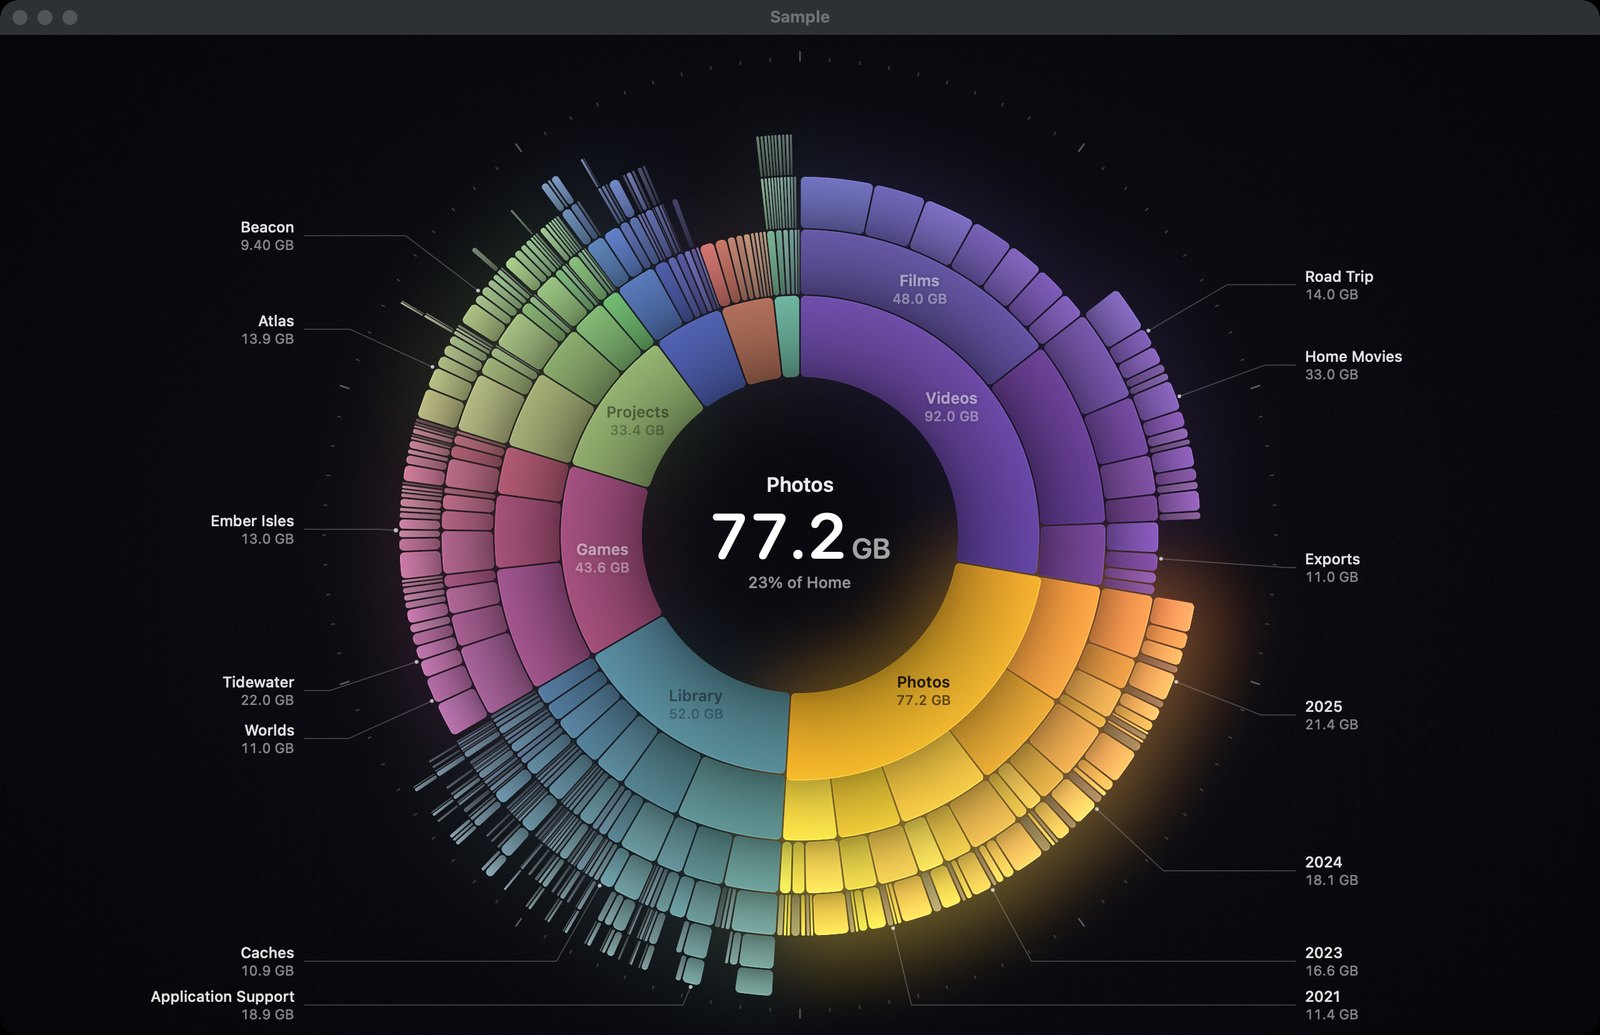 Sample
Beacon
9.40 GB
Atlas
13.9 GB
Ember Isles
13.0 GB
Tidewater
22.0 GB
Worlds
11.0 GB
Caches
10.9 GB
Application Support
18.9 GB
Films
48.0 GB
Videos
92.0 GB
Projects
33.4 GB
Games
43.6 GB
Library
52.0 GB
Photos
77.2 GB
Photos
77.2 GB
23% of Home
Road Trip
14.0 GB
Home Movies
33.0 GB
Exports
11.0 GB
2025
21.4 GB
2024
18.1 GB
2023
16.6 GB
2021
11.4 GB